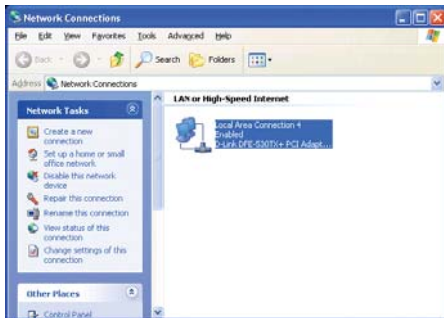 Network Connections
File Edit View Favorites Tools Advanced Help
Back Search Folders
Address Network Connections
Network Tasks
Create a new
connection
Set up a home or small
office network
Disable this network
device
Repair this connection
Rename this connection
View status of this
connection
Change settings of this
connection
Other Places
Control Panel
LAN or High-Speed Internet
Local Area Connection 4
Enabled
D-Link DFE-530TX+ PCI Adapt...